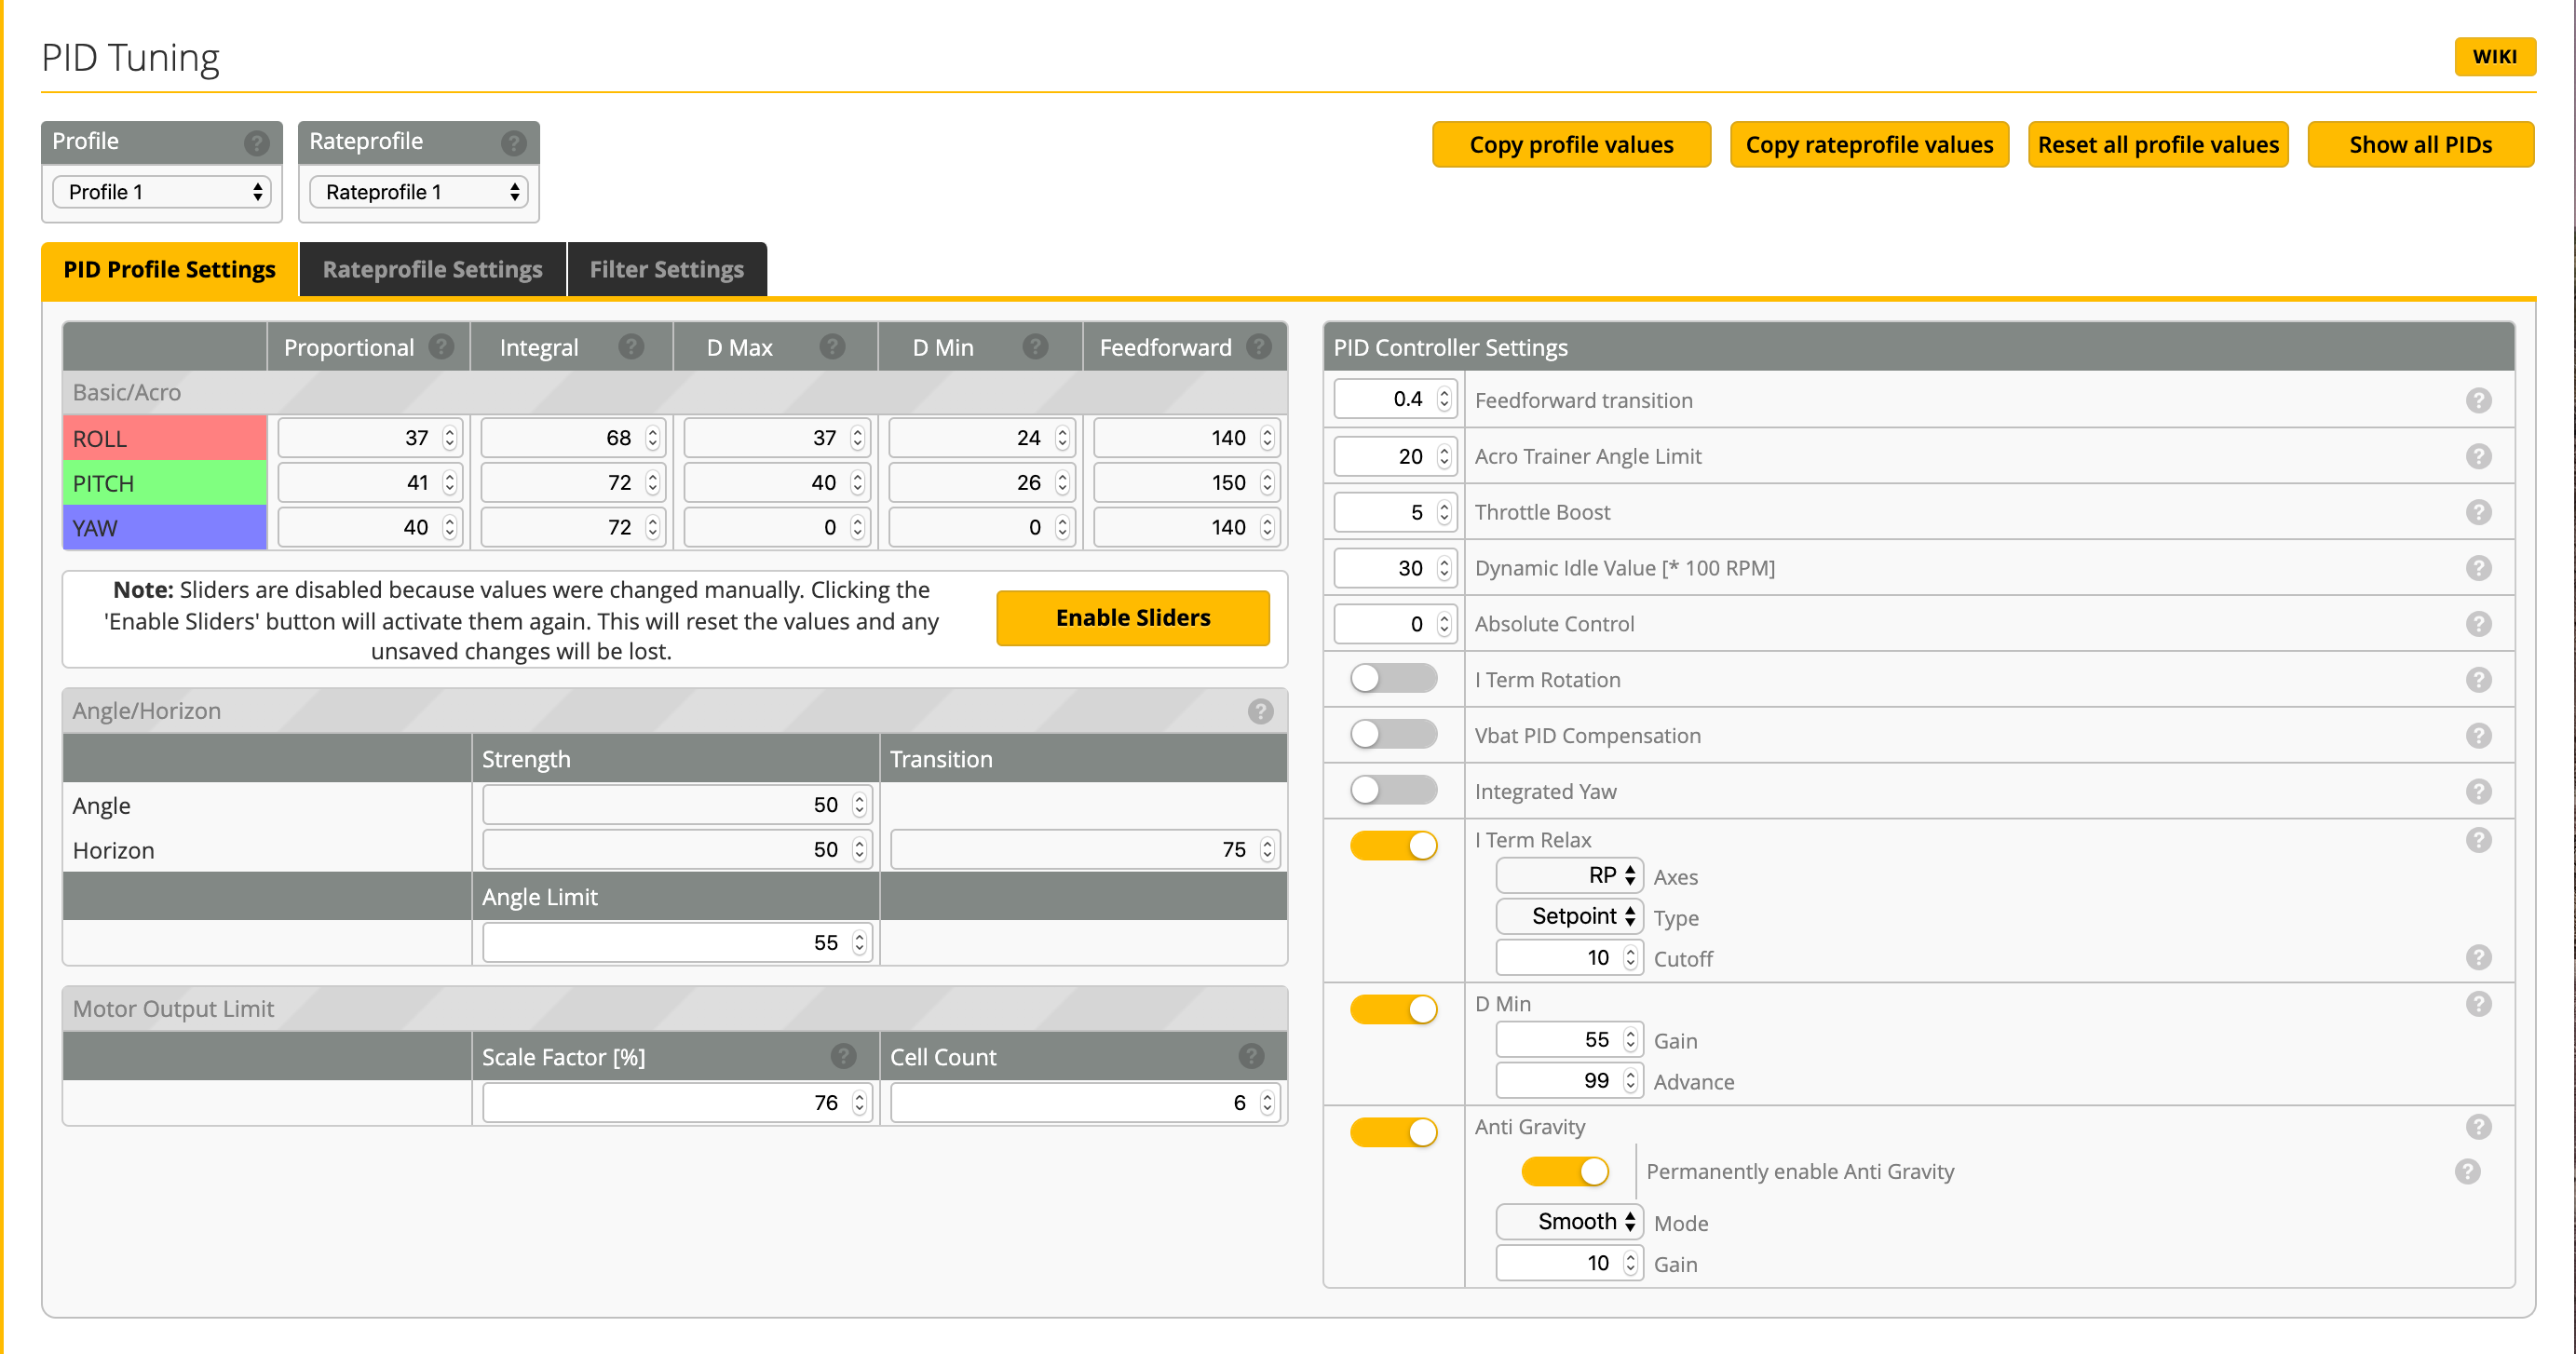 PID Tuning
WIKI
Profile
Rateprofile
Profile 1
Rateprofile 1
Copy profile values
Copy rateprofile values
Reset all profile values
Show all PIDs
PID Profile Settings
Rateprofile Settings
Filter Settings
Proportional ? Integral ? D Max ? D Min ? Feedforward ?
Basic/Acro
ROLL 37 68 37 24 140
PITCH 41 72 40 26 150
YAW 40 72 0 0 140
Note: Sliders are disabled because values were changed manually. Clicking the
'Enable Sliders' button will activate them again. This will reset the values and any
unsaved changes will be lost.
Enable Sliders
Angle/Horizon ?
Strength Transition
Angle 50
Horizon 50 75
Angle Limit
55
Motor Output Limit
Scale Factor [%] ? Cell Count ?
76 6
PID Controller Settings
0.4 Feedforward transition ?
20 Acro Trainer Angle Limit ?
5 Throttle Boost ?
30 Dynamic Idle Value [* 100 RPM] ?
0 Absolute Control ?
I Term Rotation ?
Vbat PID Compensation ?
Integrated Yaw ?
I Term Relax ?
RP Axes
Setpoint Type
10 Cutoff ?
D Min ?
55 Gain
99 Advance
Anti Gravity ?
Permanently enable Anti Gravity ?
Smooth Mode
10 Gain